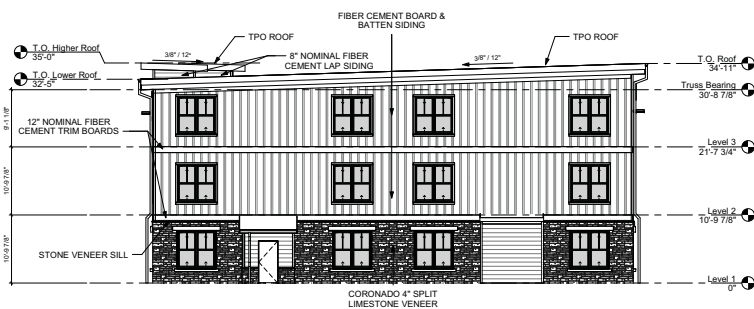 FIBER CEMENT BOARD &
BATTEN SIDING
3/8" / 12"
TPO ROOF
8" NOMINAL FIBER
CEMENT LAP SIDING
3/8" / 12"
TPO ROOF
T.O. Higher Roof
35'-0"
T.O. Lower Roof
32'-5"
T.O. Roof
34'-11"
Truss Bearing
30'-8 7/8"
9'-1 1/8"
12" NOMINAL FIBER
CEMENT TRIM BOARDS
Level 3
21'-7 3/4"
10'-9 7/8"
Level 2
10'-9 7/8"
10'-9 7/8"
STONE VENEER SILL
Level 1
0"
CORONADO 4" SPLIT
LIMESTONE VENEER